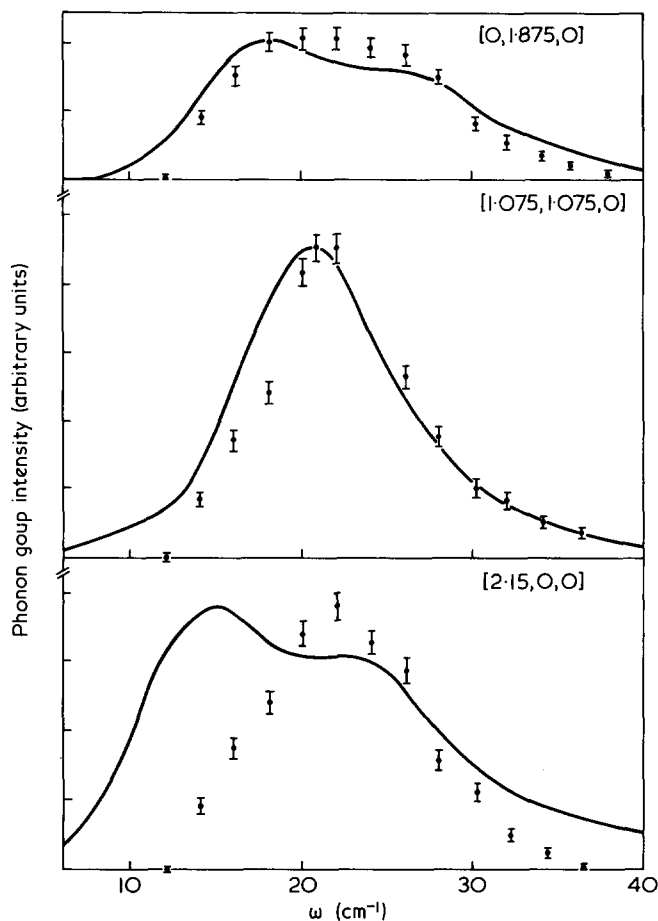 [0,1·875,0]
[1·075,1·075,0]
[2·15,0,0]
Phonon goup intensity (arbitrary units)
10 20 30 40
ω (cm⁻¹)